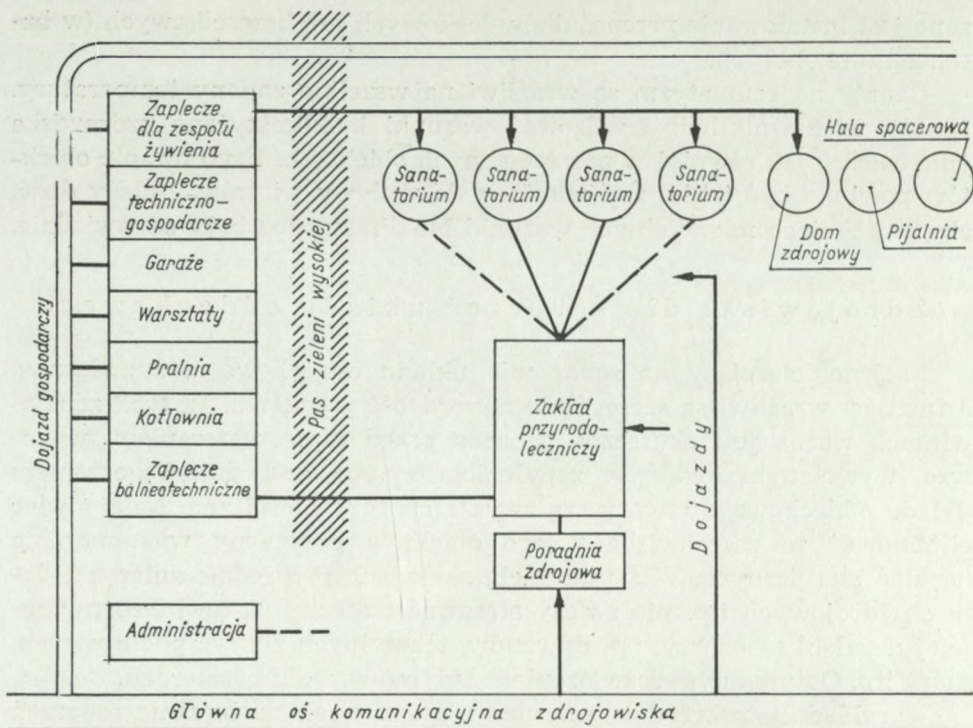 Zaplecze
dla zespołu
żywienia
Zaplecze
techniczno-
gospodarcze
Garaże
Warsztaty
Pralnia
Kotłownia
Zaplecze
balneotechniczne
Administracja
Dojazd gospodarczy
Pas zieleni wysokiej
Sana-
torium
Sana-
torium
Sana-
torium
Sana-
torium
Hala spacerowa
Dom
zdrojowy
Pijalnia
Zakład
przyrodo-
leczniczy
Poradnia
zdrojowa
Dojazdy
Główna oś komunikacyjna zdrojowiska